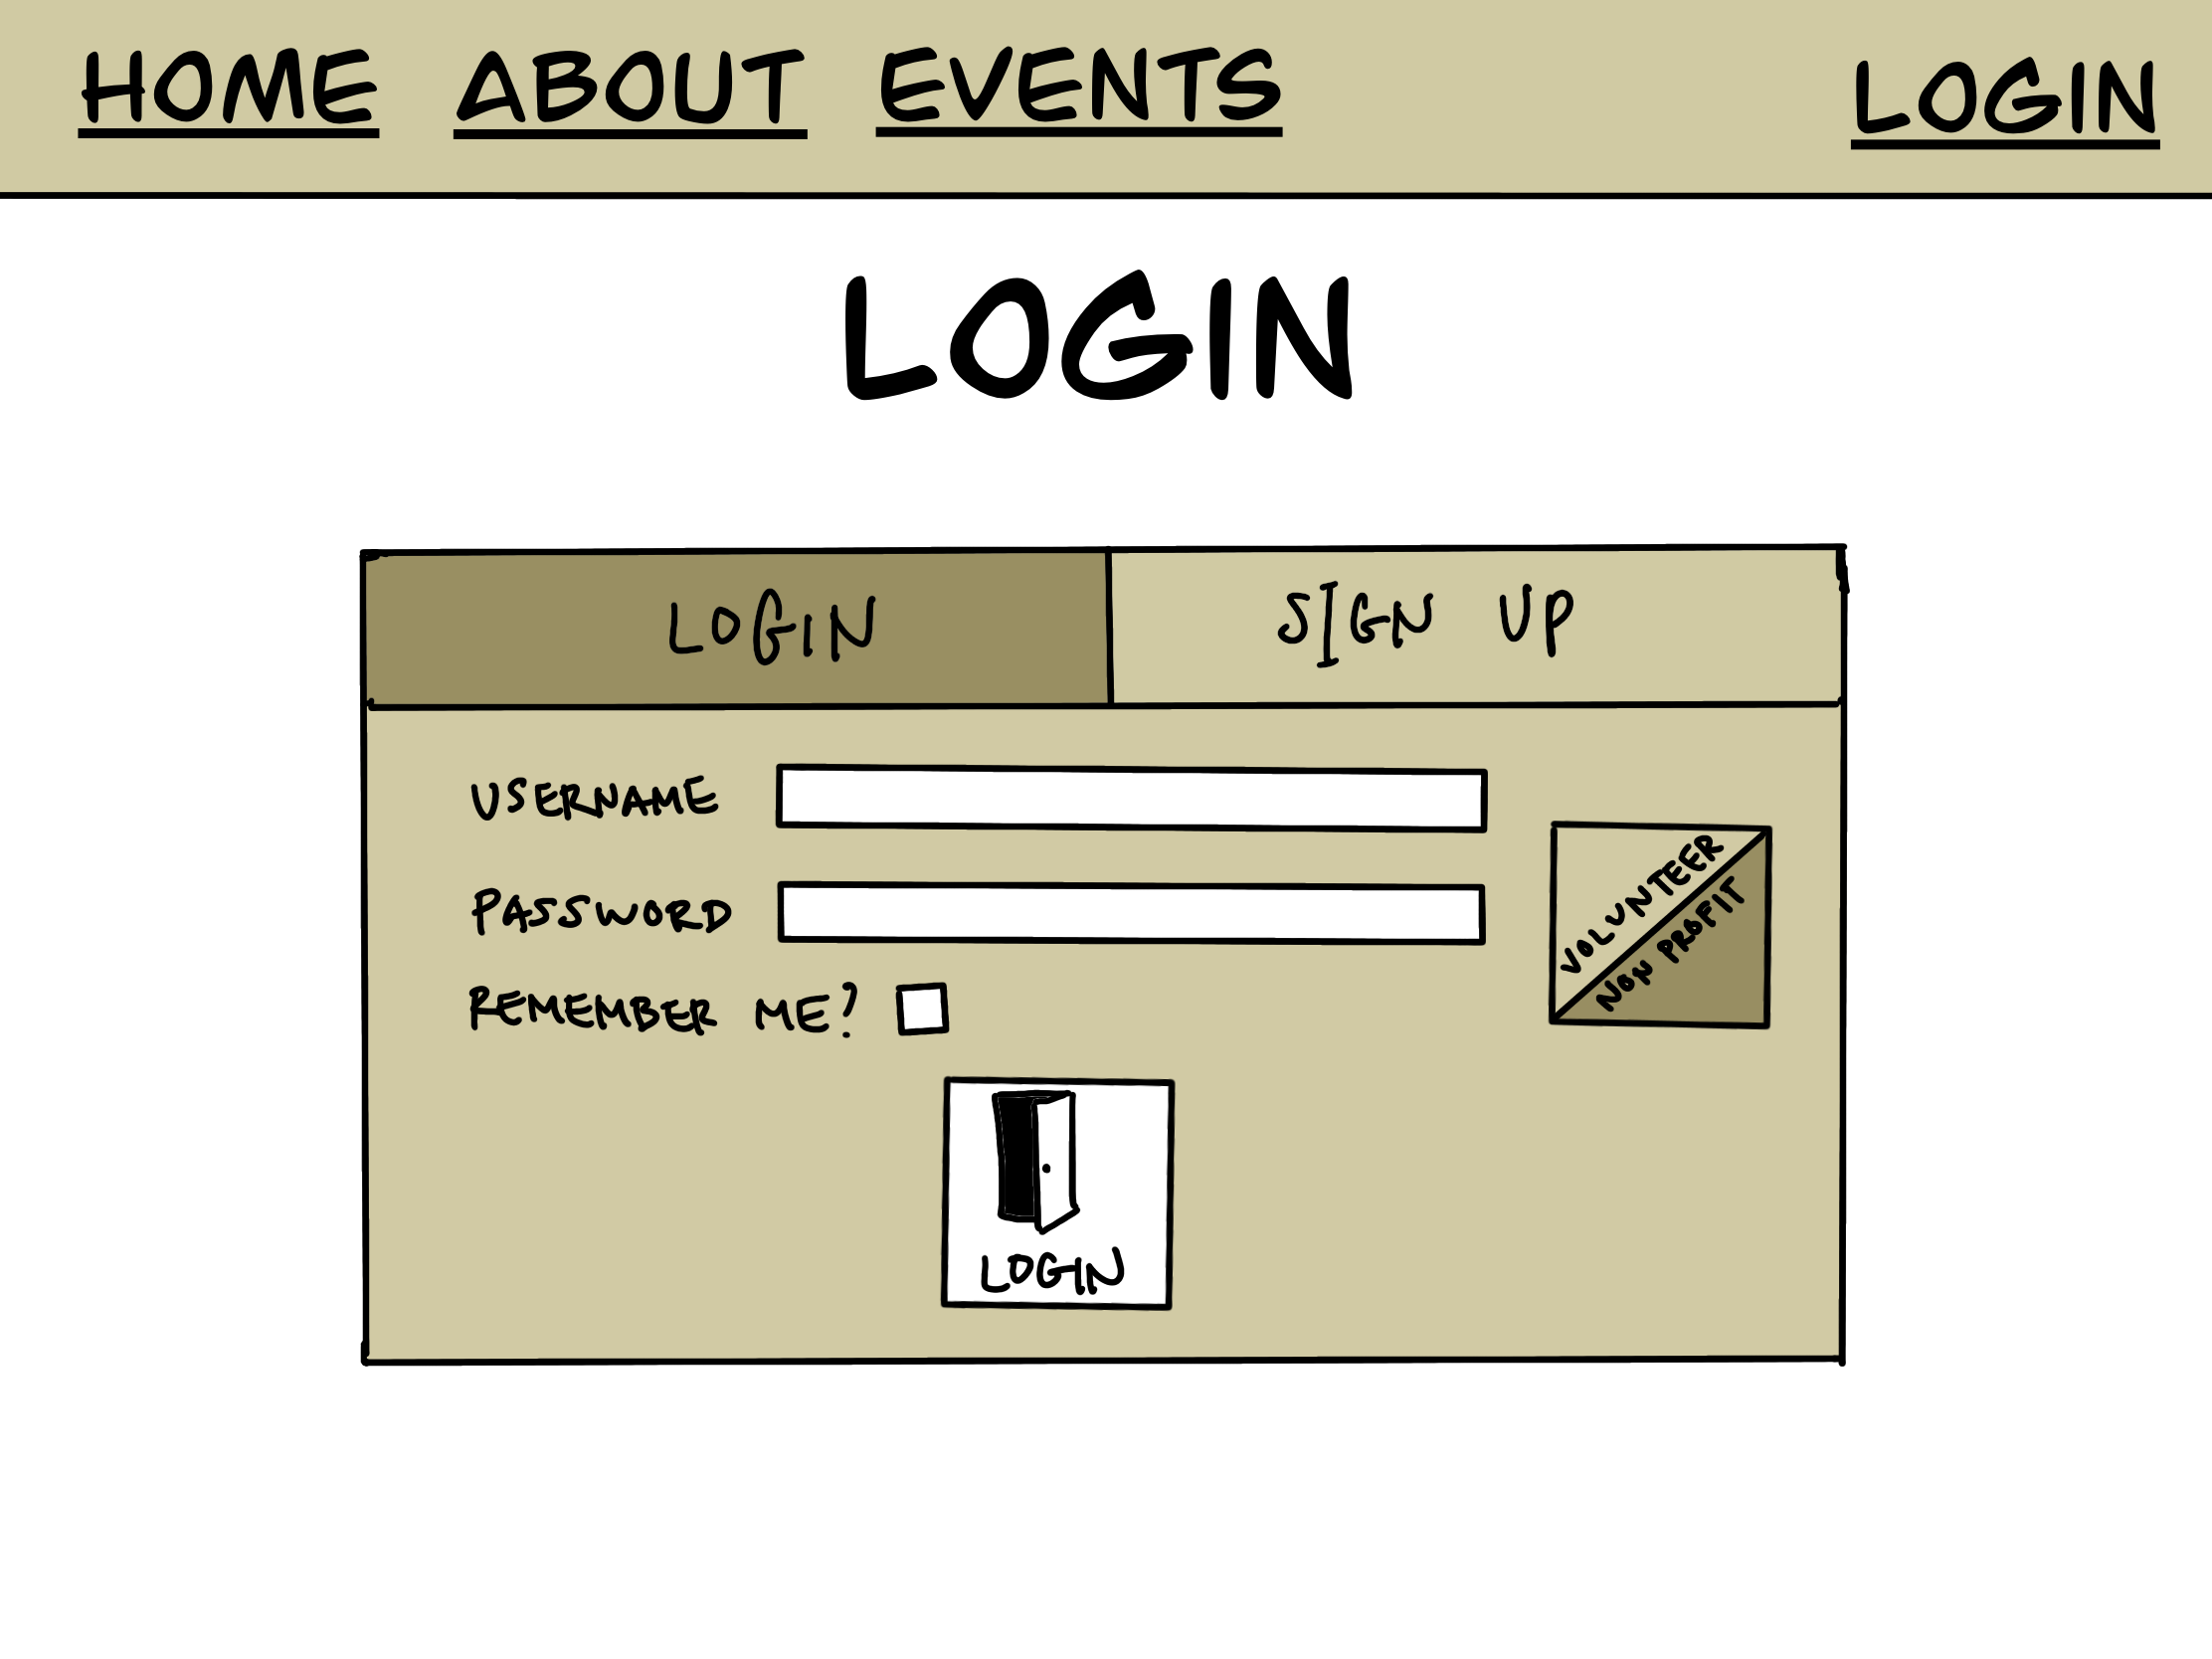 HOME ABOUT EVENTS LOGIN
LOGIN
LOGIN SIGN UP
USERNAME
PASSWORD
REMEMBER ME?
VOLUNTEER
NON PROFIT
LOGIN